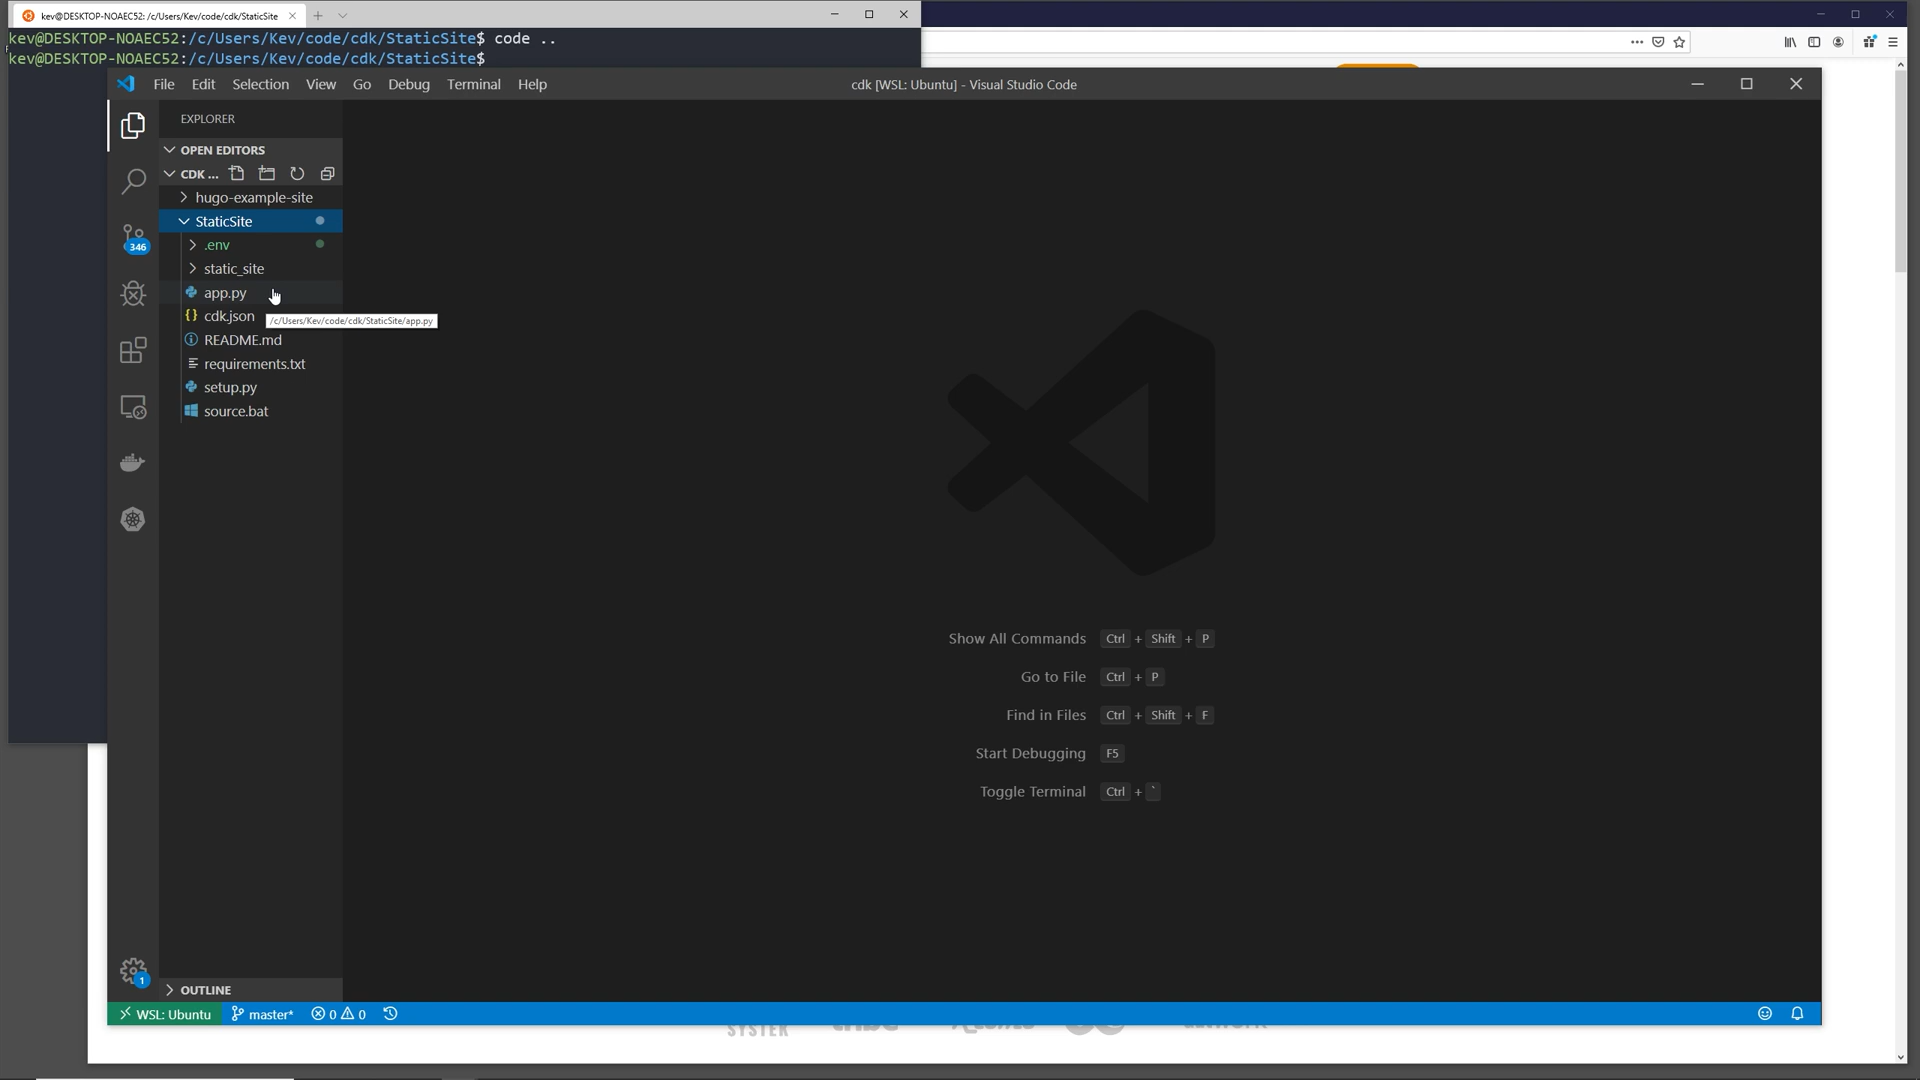 kev@DESKTOP-NOAEC52: /c/Users/Kev/code/cdk/StaticSite
kev@DESKTOP-NOAEC52:/c/Users/Kev/code/cdk/StaticSite$ code ..
kev@DESKTOP-NOAEC52:/c/Users/Kev/code/cdk/StaticSite$
File Edit Selection View Go Debug Terminal Help
cdk [WSL: Ubuntu] - Visual Studio Code
EXPLORER
OPEN EDITORS
CDK ...
hugo-example-site
StaticSite
346
.env
static_site
app.py
cdk.json
/c/Users/Kev/code/cdk/StaticSite/app.py
README.md
requirements.txt
setup.py
source.bat
Show All Commands Ctrl + Shift + P
Go to File Ctrl + P
Find in Files Ctrl + Shift + F
Start Debugging F5
Toggle Terminal Ctrl + `
1
OUTLINE
WSL: Ubuntu master* 0 0